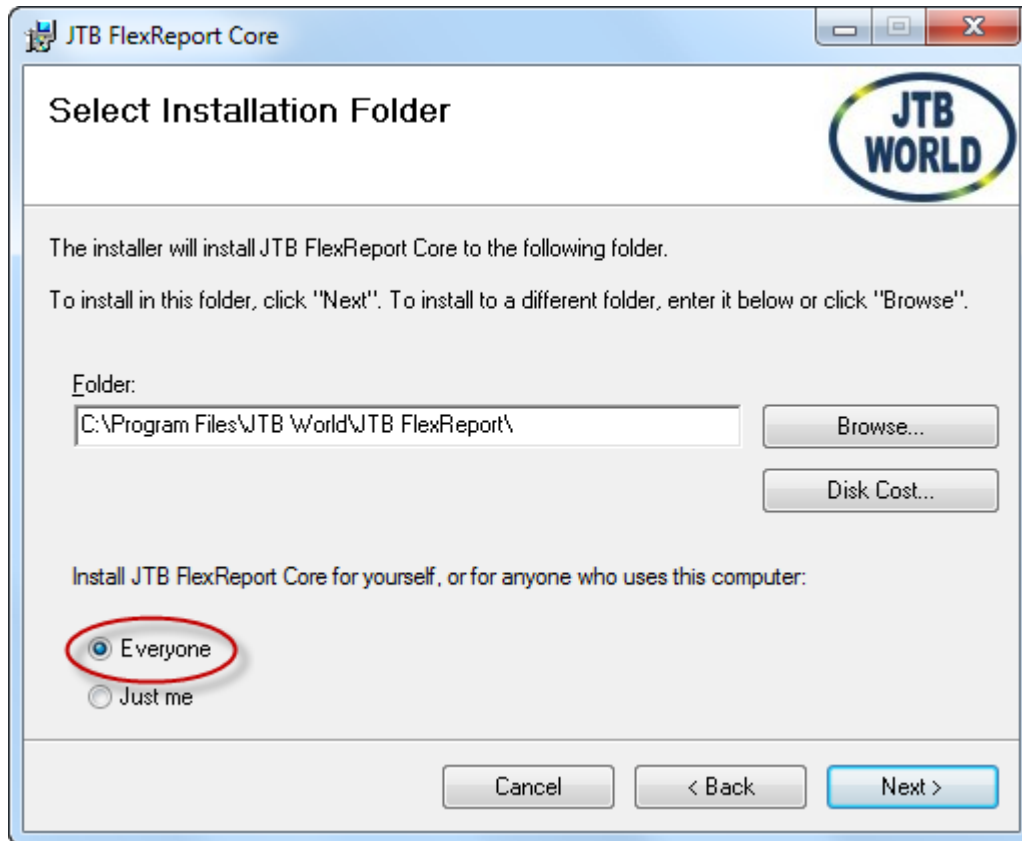 JTB FlexReport Core
Select Installation Folder
JTB
WORLD
The installer will install JTB FlexReport Core to the following folder.
To install in this folder, click "Next". To install to a different folder, enter it below or click "Browse".
Folder:
C:\Program Files\JTB World\JTB FlexReport\
Browse...
Disk Cost...
Install JTB FlexReport Core for yourself, or for anyone who uses this computer:
Everyone
Just me
Cancel
< Back
Next >